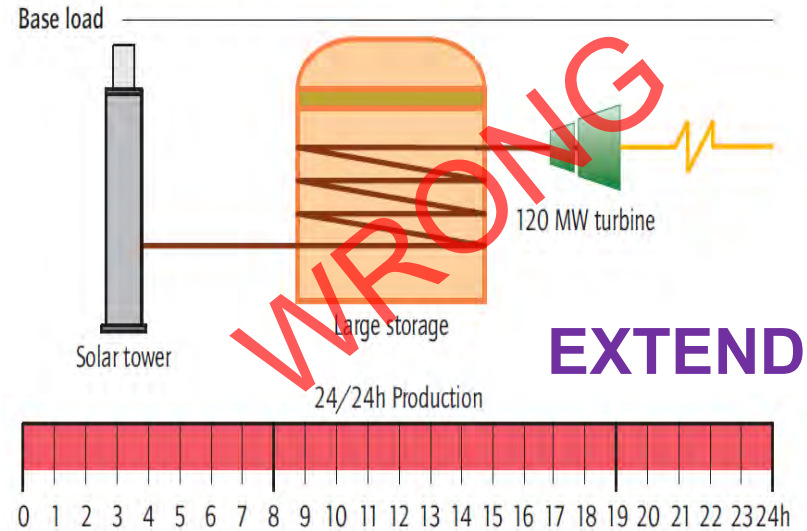 Base load
120 MW turbine
WRONG
Large storage
Solar tower
EXTEND
24/24h Production
0 1 2 3 4 5 6 7 8 9 10 11 12 13 14 15 16 17 18 19 20 21 22 23 24h